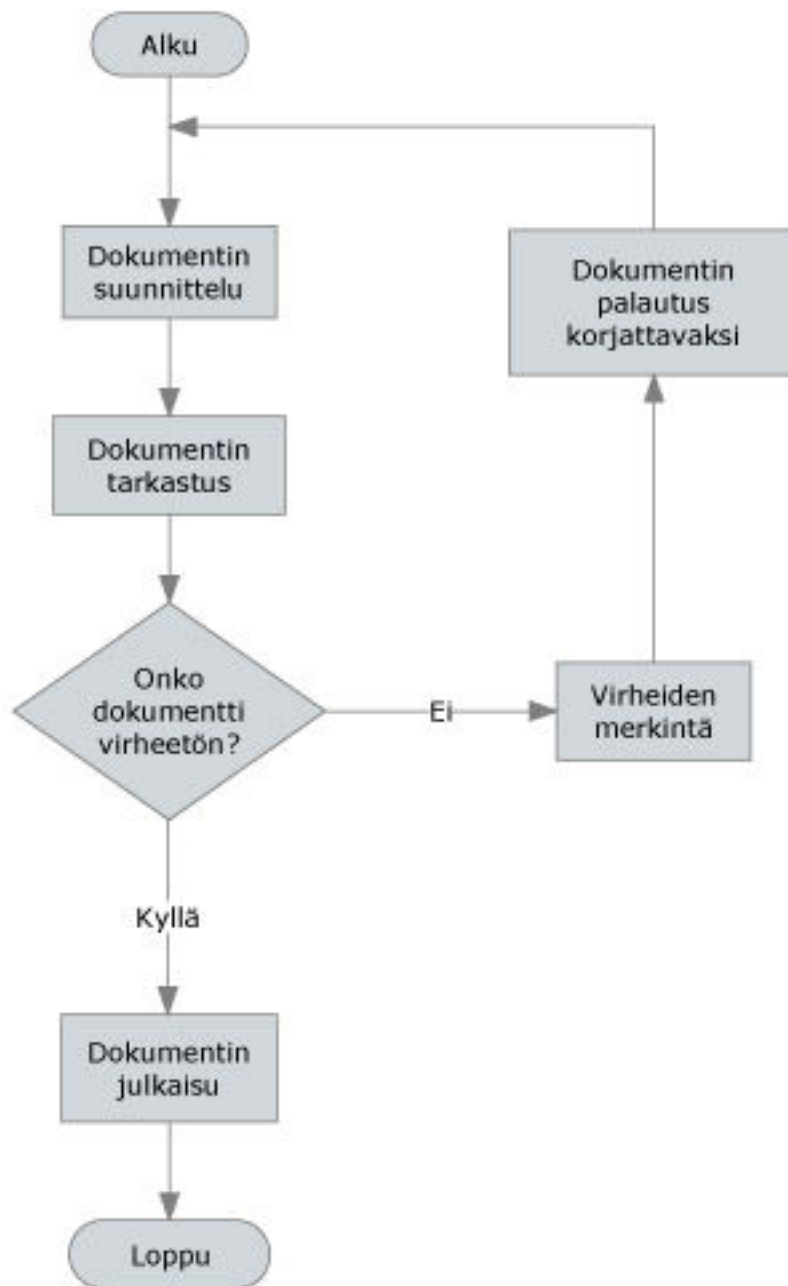 Alku
Dokumentin
suunnittelu
Dokumentin
palautus
korjattavaksi
Dokumentin
tarkastus
Onko
dokumentti
virheetön?
Ei
Virheiden
merkintä
Kyllä
Dokumentin
julkaisu
Loppu